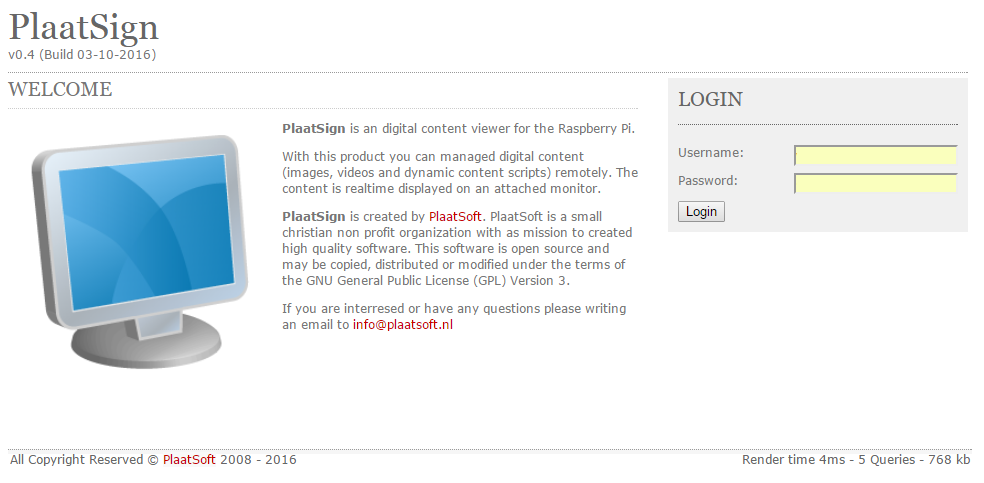 PlaatSign
v0.4 (Build 03-10-2016)
WELCOME
PlaatSign is an digital content viewer for the Raspberry Pi.
With this product you can managed digital content
(images, videos and dynamic content scripts) remotely. The
content is realtime displayed on an attached monitor.
PlaatSign is created by PlaatSoft. PlaatSoft is a small
christian non profit organization with as mission to created
high quality software. This software is open source and
may be copied, distributed or modified under the terms of
the GNU General Public License (GPL) Version 3.
If you are interresed or have any questions please writing
an email to info@plaatsoft.nl
LOGIN
Username:
Password:
Login
All Copyright Reserved © PlaatSoft 2008 - 2016
Render time 4ms - 5 Queries - 768 kb